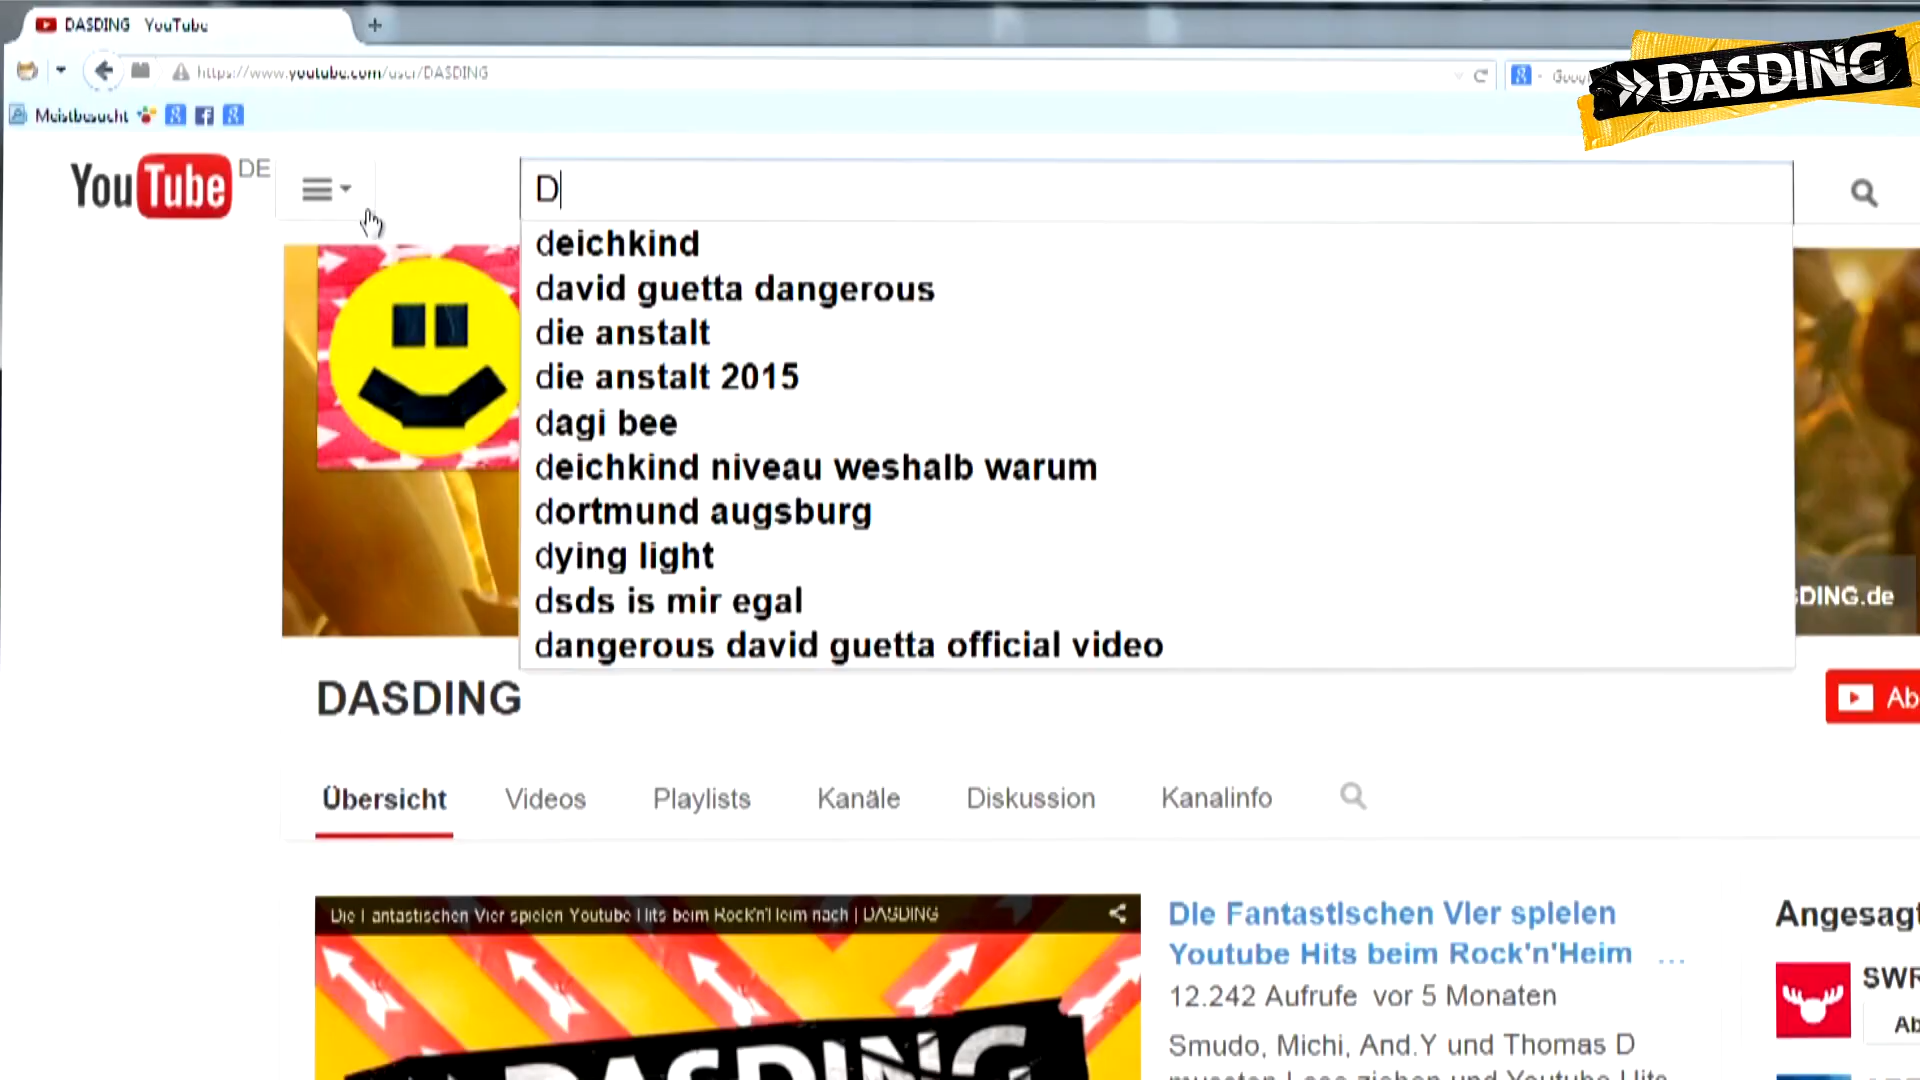 DASDING YouTube
https://www.youtube.com/user/DASDING
»DASDING
Meistbesucht
YouTube DE
D
deichkind
david guetta dangerous
die anstalt
die anstalt 2015
dagi bee
deichkind niveau weshalb warum
dortmund augsburg
dying light
dsds is mir egal
dangerous david guetta official video
DING.de
DASDING
Ab
Übersicht Videos Playlists Kanäle Diskussion Kanalinfo
Die Fantastischen Vier spielen Youtube Hits beim Rock'n'Heim nach | DASDING
Die Fantastischen Vier spielen
Youtube Hits beim Rock'n'Heim ...
12.242 Aufrufe vor 5 Monaten
Smudo, Michi, And.Y und Thomas D
Angesagt
SWR
Ab
DASDING